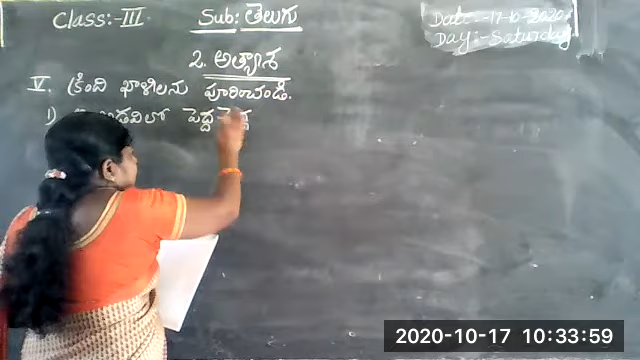 Class:- III Sub: తెలుగు Date:-17-10-2020
Day:-Saturday
2. అత్యాశ
V. క్రింది ఖాళీలను పూరించండి.
1) పెద్ద
2020-10-17 10:33:59